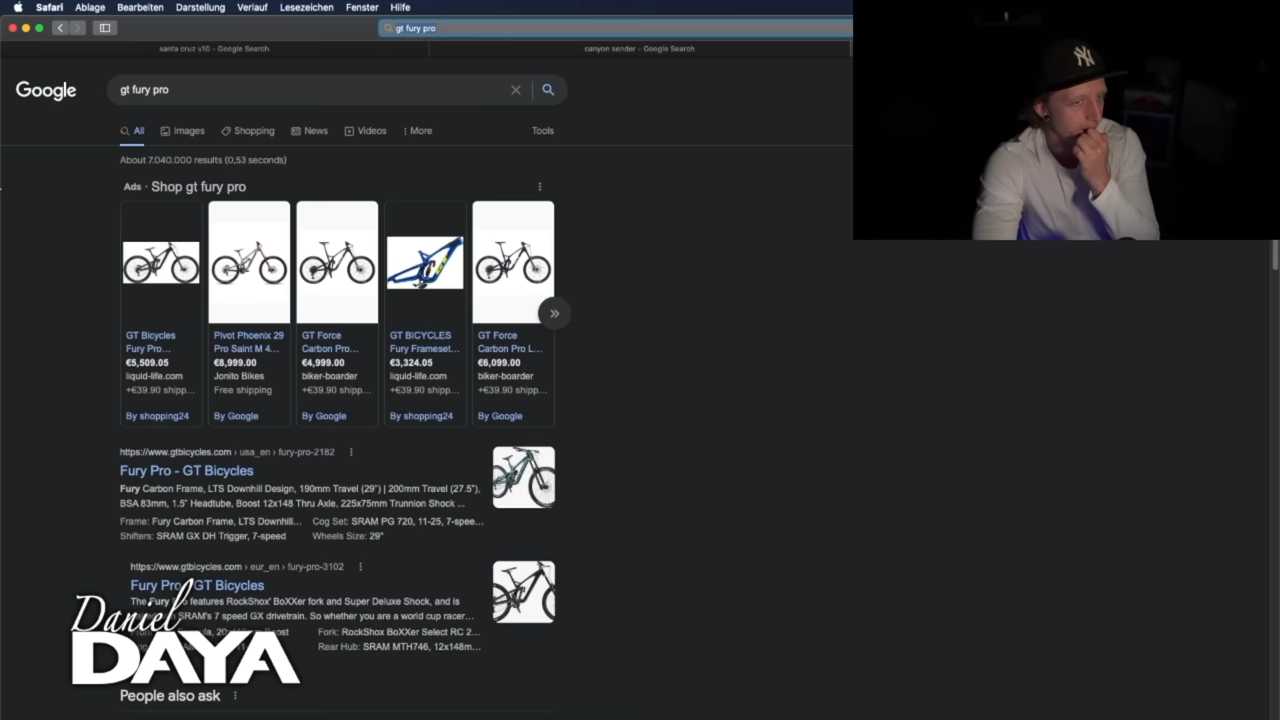 Safari Ablage Bearbeiten Darstellung Verlauf Lesezeichen Fenster Hilfe
gt fury pro
santa cruz v10 – Google Search
canyon sender – Google Search
NY
Google
gt fury pro
All Images Shopping News Videos More Tools
About 7.040.000 results (0,53 seconds)
Ads · Shop gt fury pro
GT Bicycles Fury Pro...
€5,509.05
liquid-life.com
+€39.90 shipp...
By shopping24
Pivot Phoenix 29 Pro Saint M 4...
€8,999.00
Jonito Bikes
Free shipping
By Google
GT Force Carbon Pro...
€4,999.00
biker-boarder
+€39.90 shipp...
By Google
GT BICYCLES Fury Frameset...
€3,324.05
liquid-life.com
+€39.90 shipp...
By shopping24
GT Force Carbon Pro L...
€6,099.00
biker-boarder
+€39.90 shipp...
By Google
https://www.gtbicycles.com › usa_en › fury-pro-2182
Fury Pro - GT Bicycles
Fury Carbon Frame, LTS Downhill Design, 190mm Travel (29") | 200mm Travel (27.5"),
BSA 83mm, 1.5" Headtube, Boost 12x148 Thru Axle, 225x75mm Trunnion Shock ...
Frame: Fury Carbon Frame, LTS Downhill... Cog Set: SRAM PG 720, 11-25, 7-spee...
Shifters: SRAM GX DH Trigger, 7-speed Wheels Size: 29"
https://www.gtbicycles.com › eur_en › fury-pro-3102
Fury Pro - GT Bicycles
The Fury features RockShox' BoXXer fork and Super Deluxe Shock, and is
SRAM's 7 speed GX drivetrain. So whether you are a world cup racer...
Fork: RockShox BoXXer Select RC 2...
Rear Hub: SRAM MTH746, 12x148m...
Daniel
DAYA
People also ask